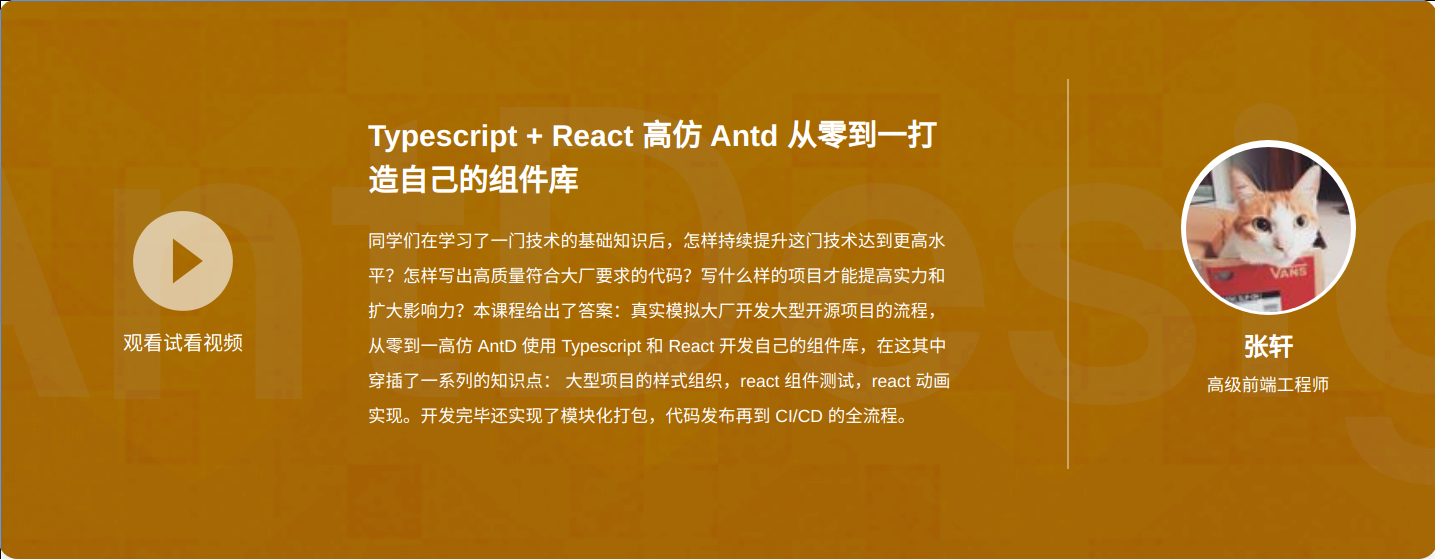 Typescript + React 高仿 Antd 从零到一打
造自己的组件库
同学们在学习了一门技术的基础知识后，怎样持续提升这门技术达到更高水
平？怎样写出高质量符合大厂要求的代码？写什么样的项目才能提高实力和
扩大影响力？本课程给出了答案：真实模拟大厂开发大型开源项目的流程，
从零到一高仿 AntD 使用 Typescript 和 React 开发自己的组件库，在这其中
穿插了一系列的知识点： 大型项目的样式组织，react 组件测试，react 动画
实现。开发完毕还实现了模块化打包，代码发布再到 CI/CD 的全流程。
观看试看视频
张轩
高级前端工程师
VANS
Ant Desig